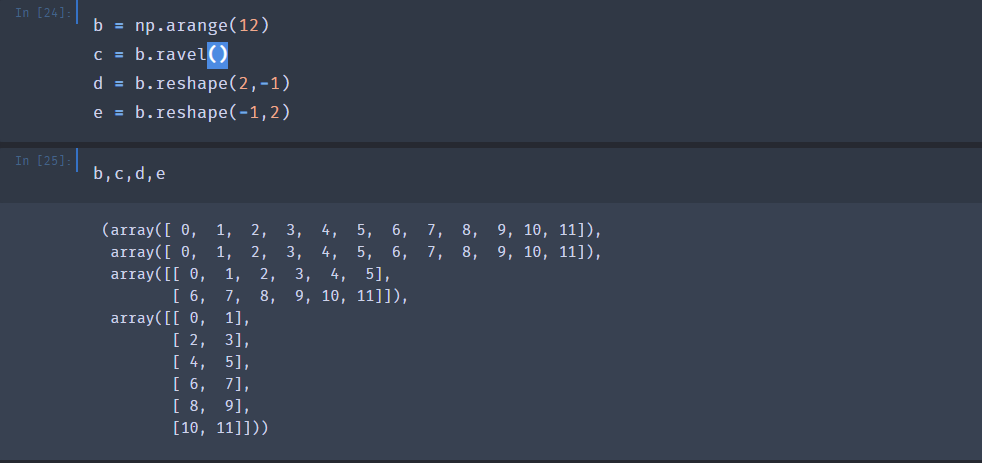 In [24]:
b = np.arange(12)
c = b.ravel()
d = b.reshape(2,-1)
e = b.reshape(-1,2)
In [25]:
b,c,d,e
(array([ 0,  1,  2,  3,  4,  5,  6,  7,  8,  9, 10, 11]),
 array([ 0,  1,  2,  3,  4,  5,  6,  7,  8,  9, 10, 11]),
 array([[ 0,  1,  2,  3,  4,  5],
        [ 6,  7,  8,  9, 10, 11]]),
 array([[ 0,  1],
        [ 2,  3],
        [ 4,  5],
        [ 6,  7],
        [ 8,  9],
        [10, 11]]))